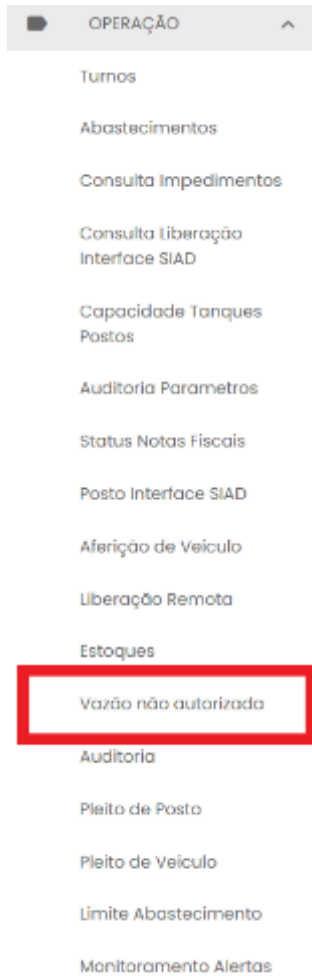 OPERAÇÃO
Turnos
Abastecimentos
Consulta Impedimentos
Consulta Liberação
Interface SIAD
Capacidade Tanques
Postos
Auditoria Parametros
Status Notas Fiscais
Posto Interface SIAD
Aferição de Veículo
Liberação Remota
Estoques
Vazão não autorizada
Auditoria
Pleito de Posto
Pleito de Veículo
Limite Abastecimento
Monitoramento Alertas